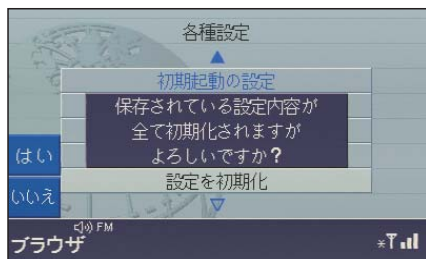 各種設定
初期起動の設定
保存されている設定内容が
全て初期化されますが
よろしいですか?
はい
設定を初期化
いいえ
FM
ブラウザ